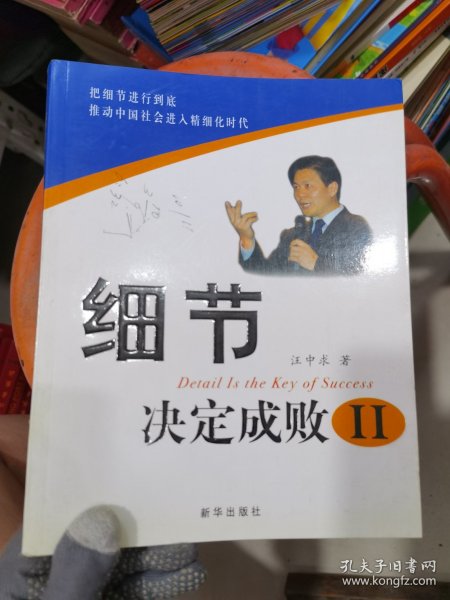 把细节进行到底
推动中国社会进入精细化时代
细节
汪中求 著
Detail Is the Key of Success
决定成败 II
新华出版社
孔夫子旧书网
www.kongfz.com